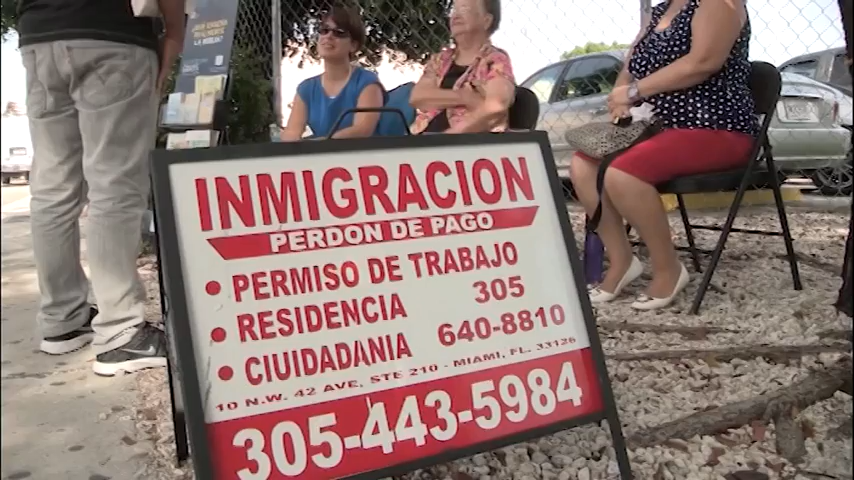 INMIGRACION
PERDON DE PAGO
• PERMISO DE TRABAJO
• RESIDENCIA 305
• CIUIDADANIA 640-8810
10 N.W. 42 AVE, STE 210 - MIAMI, FL. 33126
305-443-5984